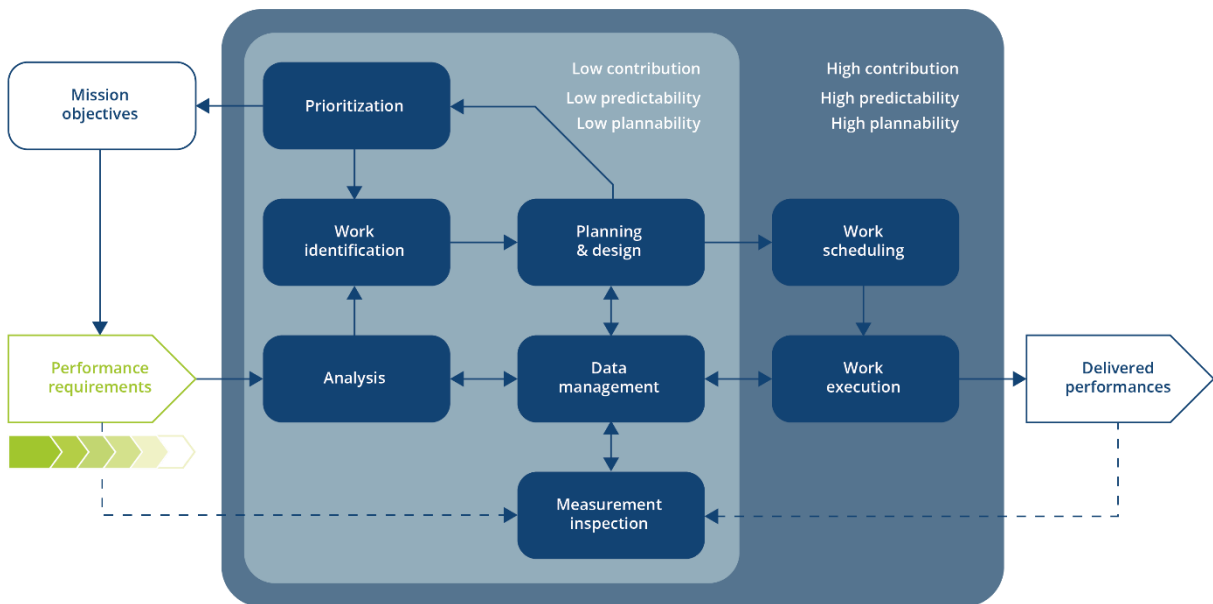 Mission
objectives
Prioritization
Low contribution
Low predictability
Low plannability
High contribution
High predictability
High plannability
Work
identification
Planning
& design
Work
scheduling
Performance
requirements
Analysis
Data
management
Work
execution
Delivered
performances
Measurement
inspection